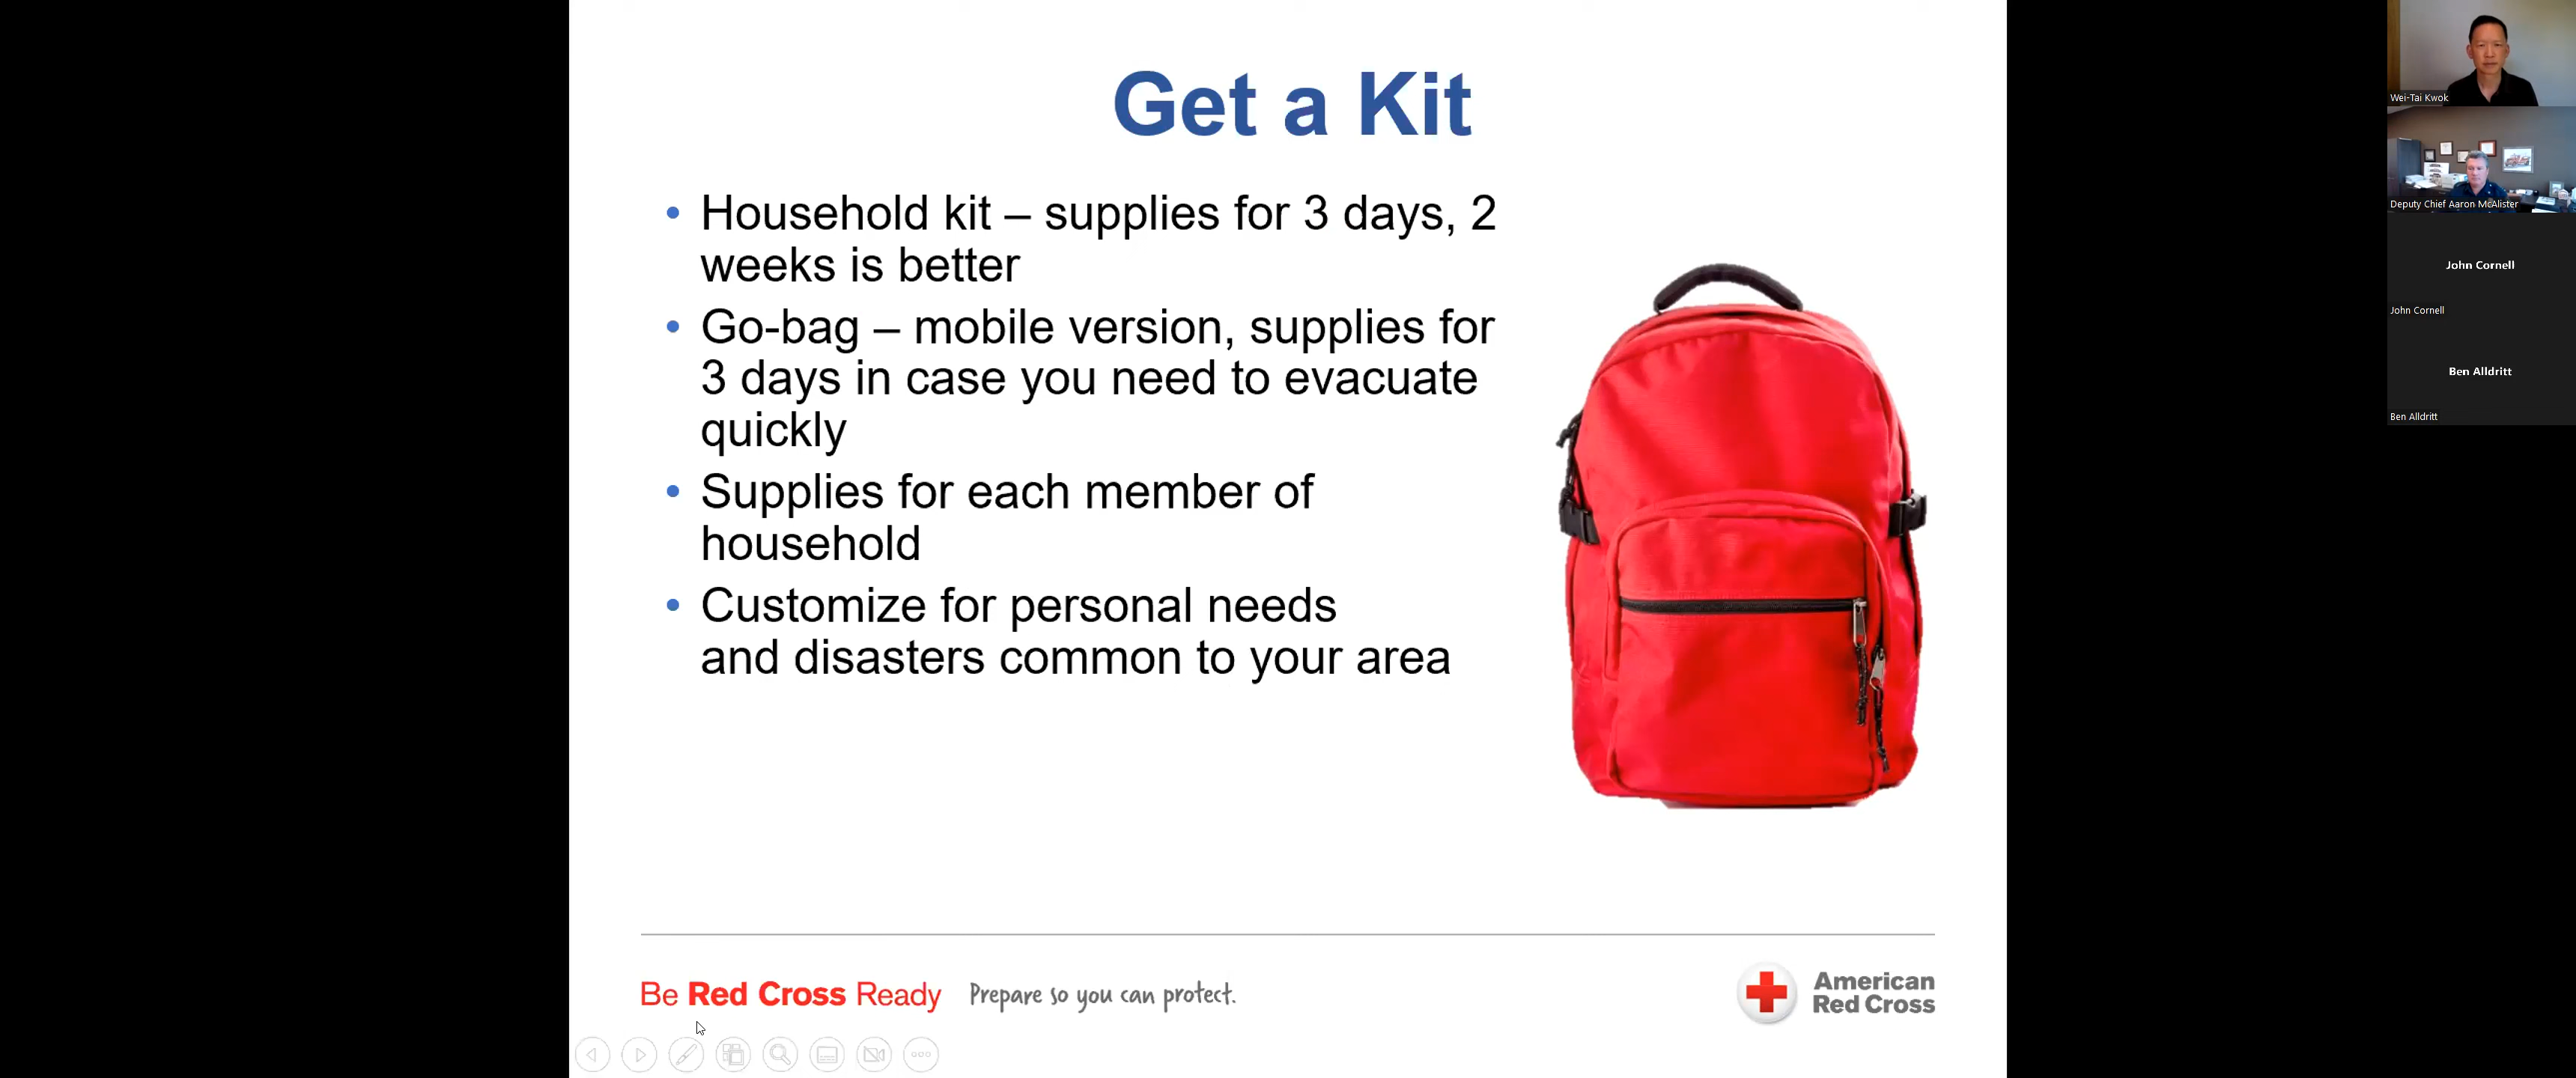 Get a Kit
• Household kit – supplies for 3 days, 2
weeks is better
• Go-bag – mobile version, supplies for
3 days in case you need to evacuate
quickly
• Supplies for each member of
household
• Customize for personal needs
and disasters common to your area
Be Red Cross Ready
Prepare so you can protect.
American
Red Cross
Wei-Tai Kwok
Deputy Chief Aaron McAlister
John Cornell
John Cornell
Ben Alldritt
Ben Alldritt